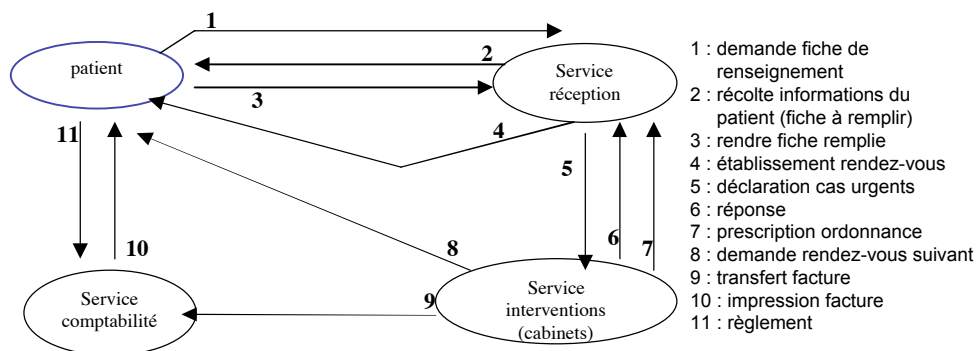 1
patient
2
Service
réception
3
4
11
5
10
6
7
8
Service
comptabilité
9
Service
interventions
(cabinets)
1 : demande fiche de
renseignement
2 : récolte informations du
patient (fiche à remplir)
3 : rendre fiche remplie
4 : établissement rendez-vous
5 : déclaration cas urgents
6 : réponse
7 : prescription ordonnance
8 : demande rendez-vous suivant
9 : transfert facture
10 : impression facture
11 : règlement